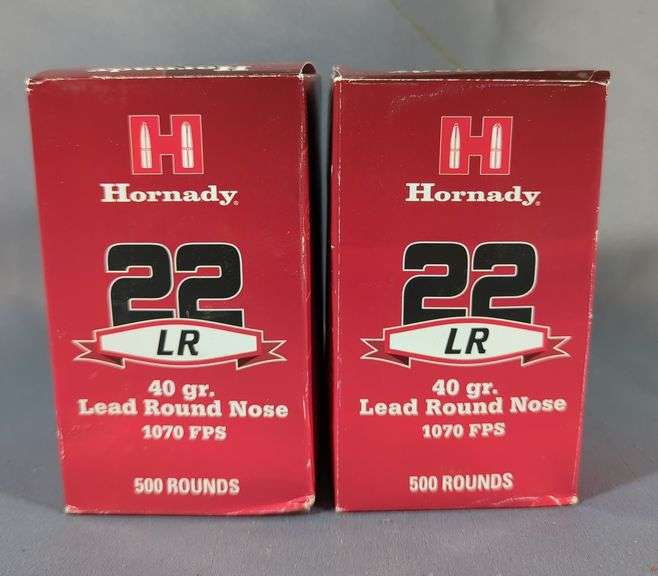 Hornady
H
Hornady®
22
LR
40 gr.
Lead Round Nose
1070 FPS
500 ROUNDS
H
Hornady®
22
LR
40 gr.
Lead Round Nose
1070 FPS
500 ROUNDS